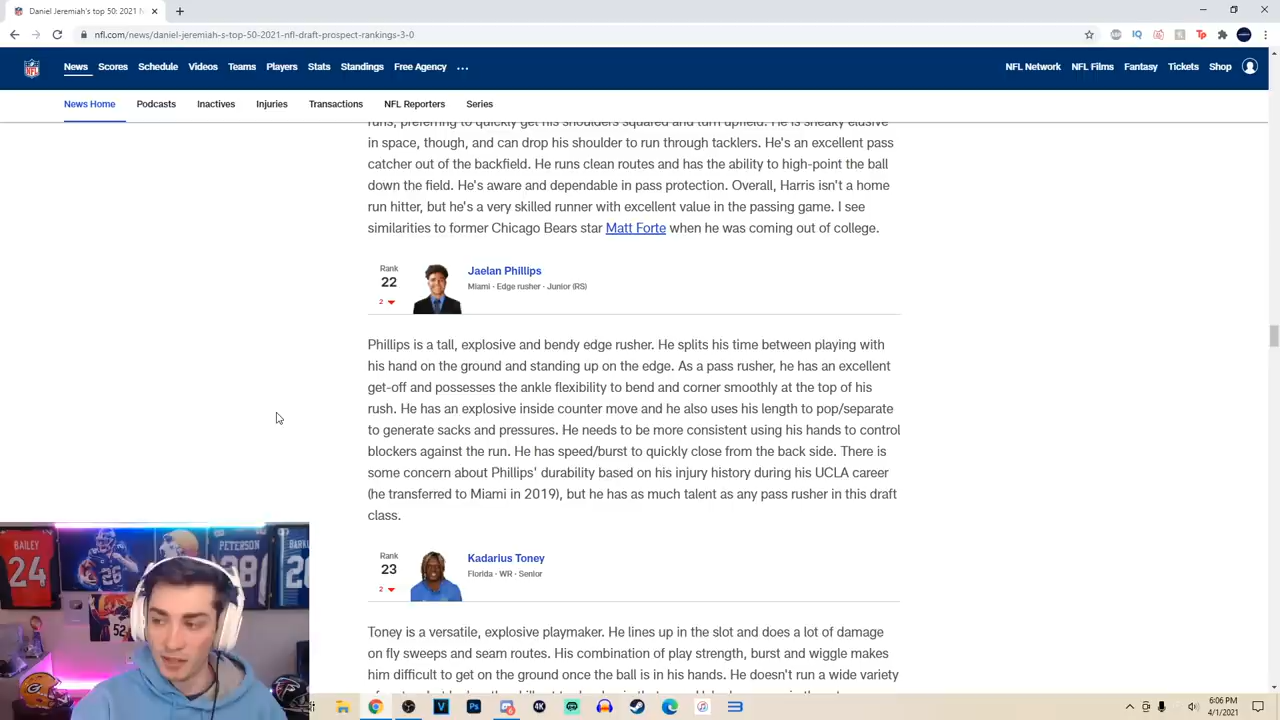 Daniel Jeremiah's top 50: 2021 N
nfl.com/news/daniel-jeremiah-s-top-50-2021-nfl-draft-prospect-rankings-3-0
News Scores Schedule Videos Teams Players Stats Standings Free Agency ... NFL Network NFL Films Fantasy Tickets Shop
News Home Podcasts Inactives Injuries Transactions NFL Reporters Series
runs, preferring to quickly get his shoulders squared and turn upfield. He is sneaky elusive
in space, though, and can drop his shoulder to run through tacklers. He's an excellent pass
catcher out of the backfield. He runs clean routes and has the ability to high-point the ball
down the field. He's aware and dependable in pass protection. Overall, Harris isn't a home
run hitter, but he's a very skilled runner with excellent value in the passing game. I see
similarities to former Chicago Bears star Matt Forte when he was coming out of college.
Rank
22
2
Jaelan Phillips
Miami · Edge rusher · Junior (RS)
Phillips is a tall, explosive and bendy edge rusher. He splits his time between playing with
his hand on the ground and standing up on the edge. As a pass rusher, he has an excellent
get-off and possesses the ankle flexibility to bend and corner smoothly at the top of his
rush. He has an explosive inside counter move and he also uses his length to pop/separate
to generate sacks and pressures. He needs to be more consistent using his hands to control
blockers against the run. He has speed/burst to quickly close from the back side. There is
some concern about Phillips' durability based on his injury history during his UCLA career
(he transferred to Miami in 2019), but he has as much talent as any pass rusher in this draft
class.
Rank
23
2
Kadarius Toney
Florida · WR · Senior
Toney is a versatile, explosive playmaker. He lines up in the slot and does a lot of damage
on fly sweeps and seam routes. His combination of play strength, burst and wiggle makes
him difficult to get on the ground once the ball is in his hands. He doesn't run a wide variety
BAILEY
24
26
52
PETERSON
28
6:06 PM
4/1/2021